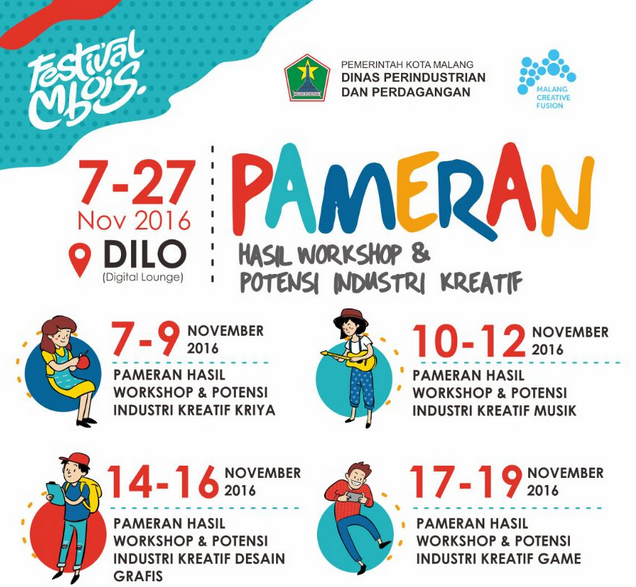 Festival
Mbois.
PEMERINTAH KOTA MALANG
DINAS PERINDUSTRIAN
DAN PERDAGANGAN
MALANG
CREATIVE
FUSION
7-27
Nov 2016
DILO
(Digital Lounge)
PAMERAN
HASIL WORKSHOP &
POTENSI INDUSTRI KREATIF
7-9 NOVEMBER
2016
PAMERAN HASIL
WORKSHOP & POTENSI
INDUSTRI KREATIF KRIYA
10-12 NOVEMBER
2016
PAMERAN HASIL
WORKSHOP & POTENSI
INDUSTRI KREATIF MUSIK
14-16 NOVEMBER
2016
PAMERAN HASIL
WORKSHOP & POTENSI
INDUSTRI KREATIF DESAIN
GRAFIS
17-19 NOVEMBER
2016
PAMERAN HASIL
WORKSHOP & POTENSI
INDUSTRI KREATIF GAME